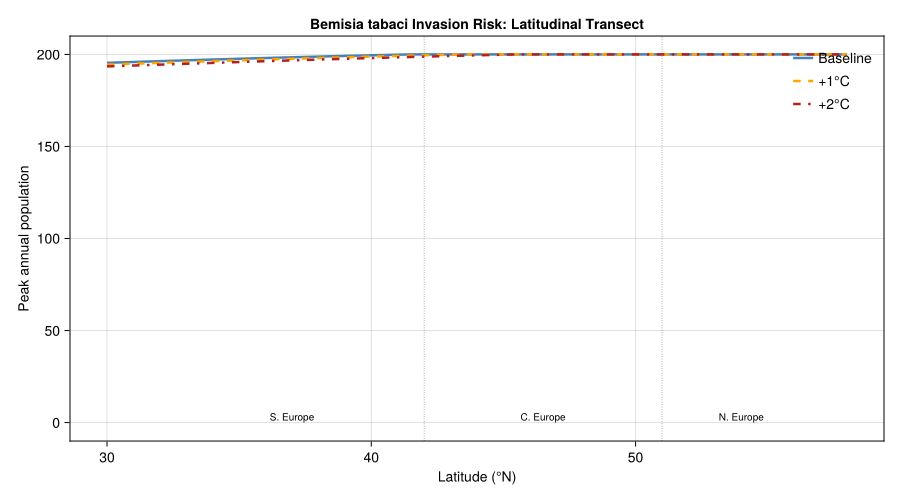 Bemisia tabaci Invasion Risk: Latitudinal Transect
200
150
100
50
0
Peak annual population
Baseline
+1°C
+2°C
S. Europe
C. Europe
N. Europe
30
40
50
Latitude (°N)